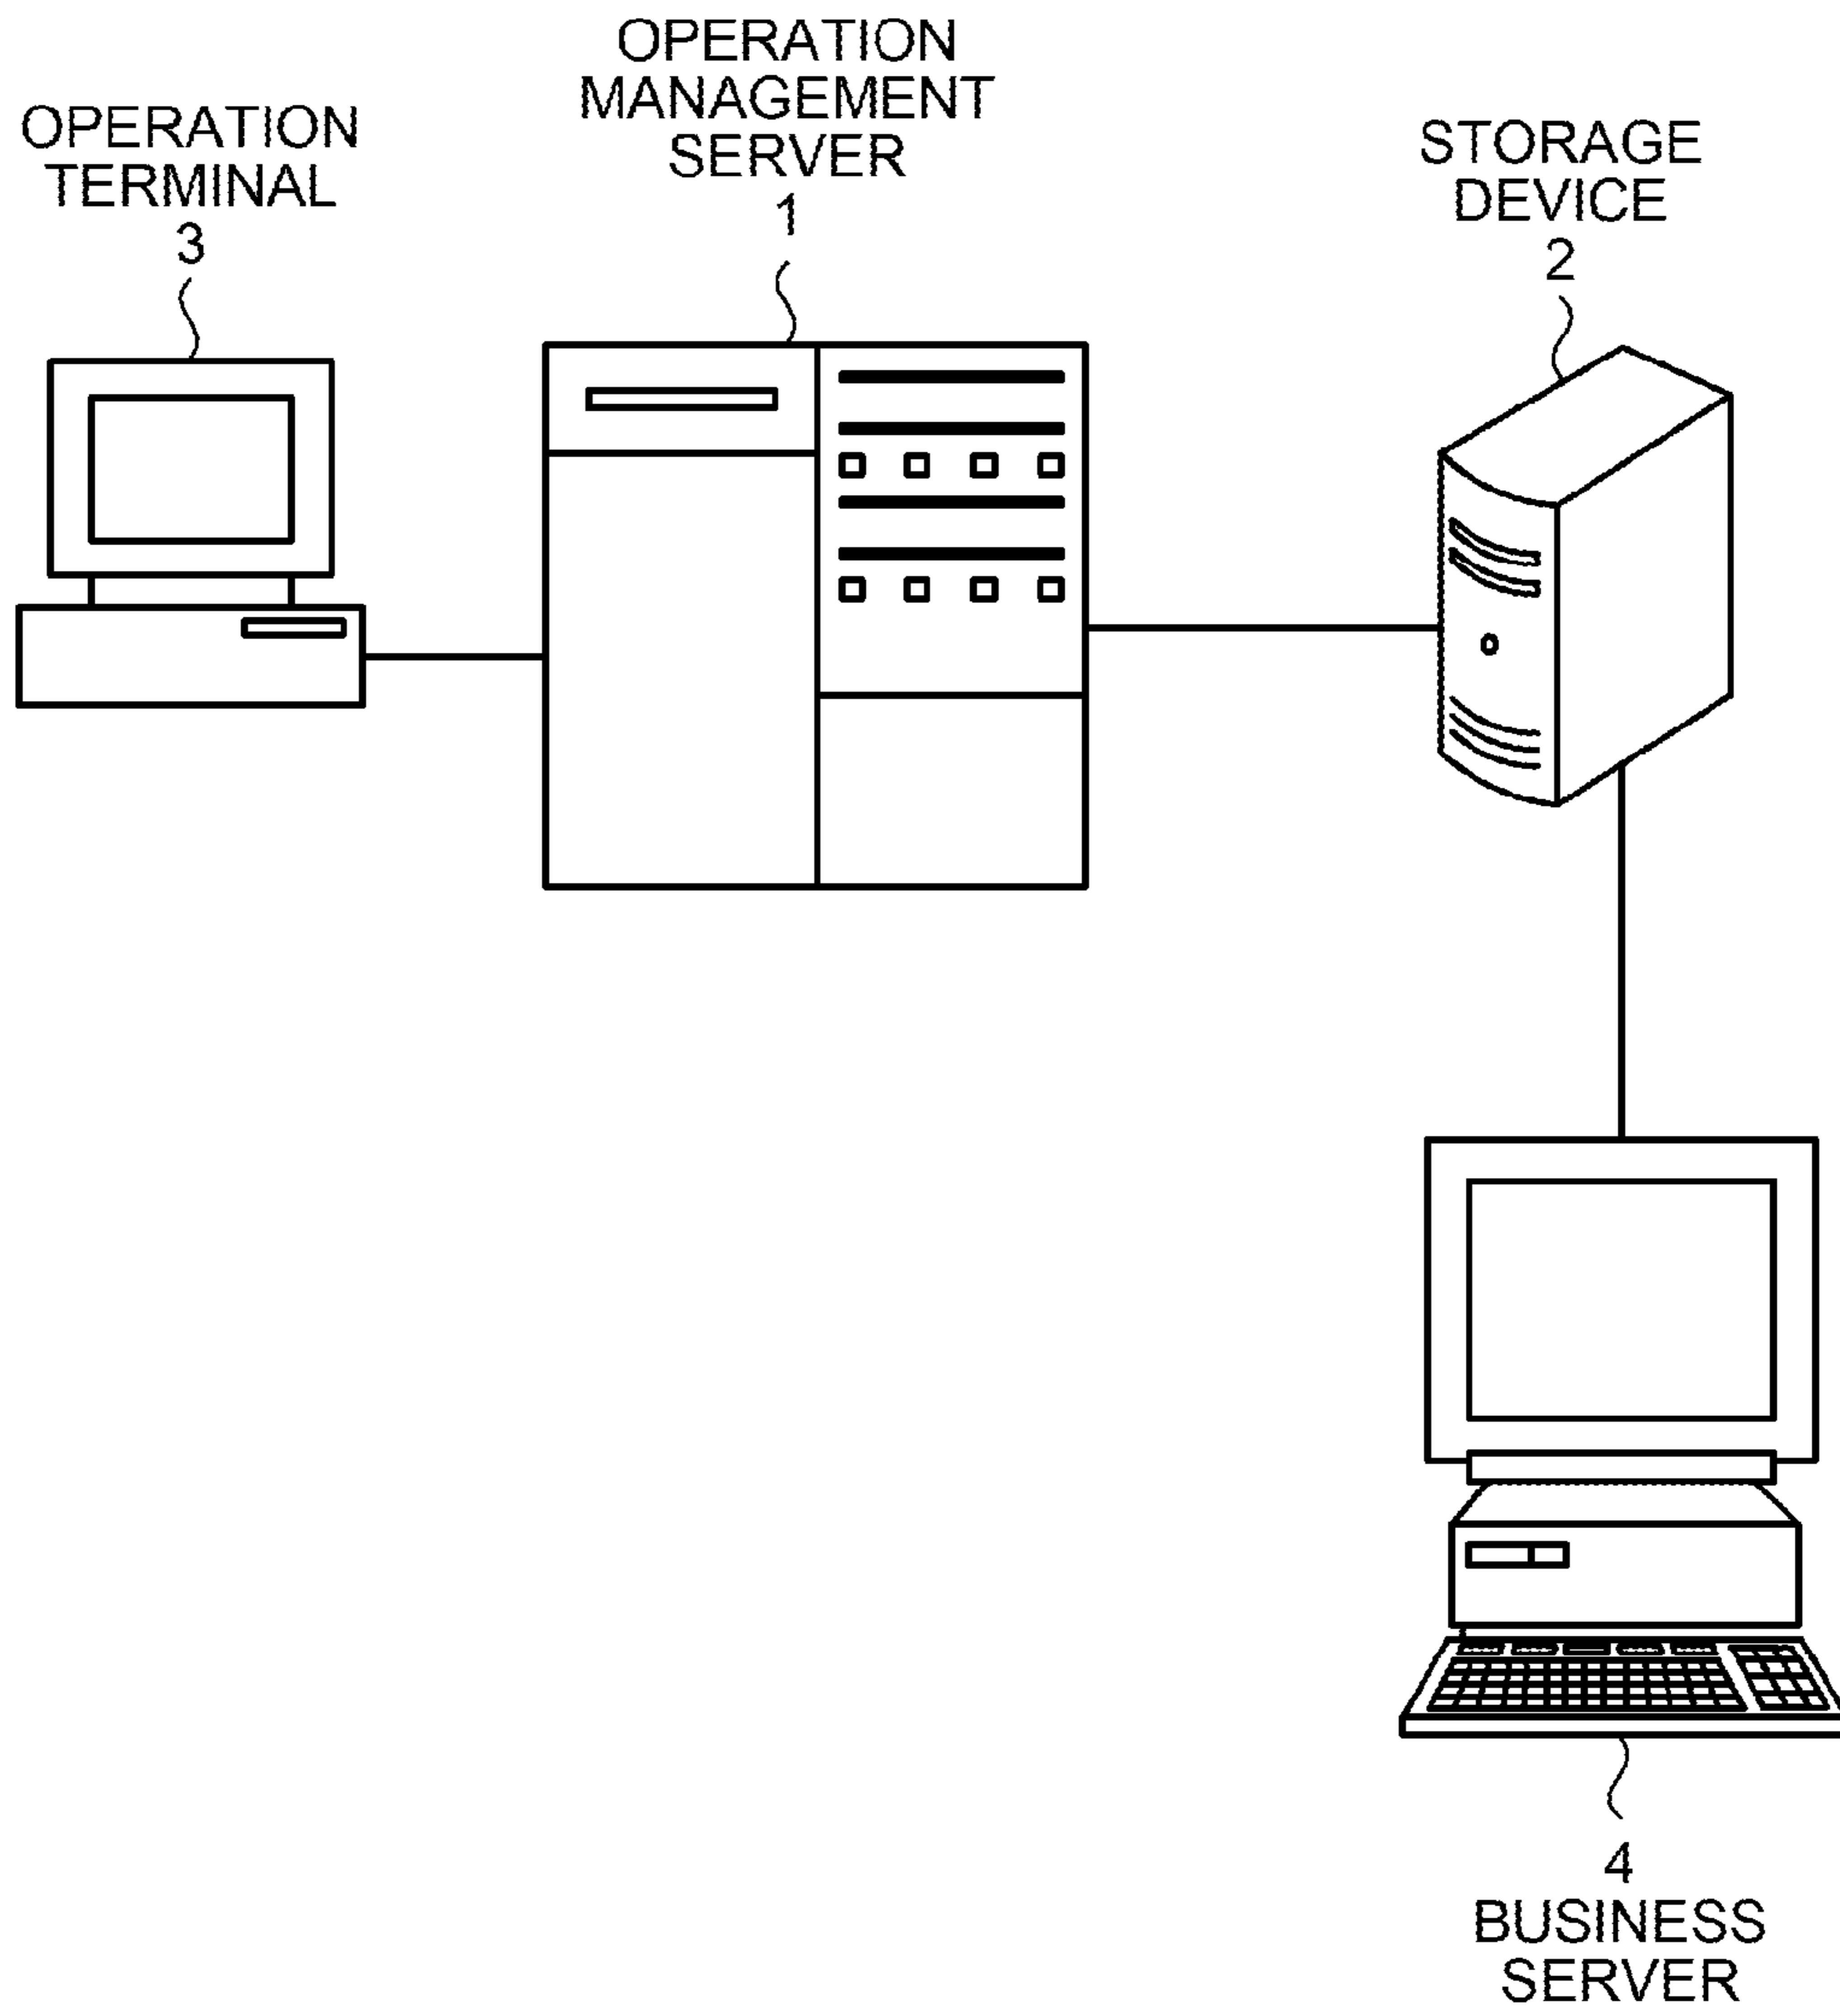 OPERATION
TERMINAL
3
OPERATION
MANAGEMENT
SERVER
1
STORAGE
DEVICE
2
4
BUSINESS
SERVER